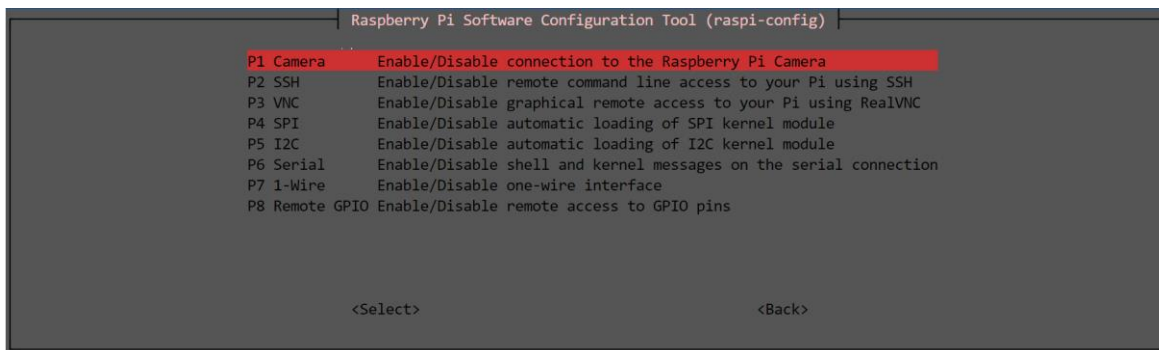 Raspberry Pi Software Configuration Tool (raspi-config)
P1 Camera Enable/Disable connection to the Raspberry Pi Camera
P2 SSH Enable/Disable remote command line access to your Pi using SSH
P3 VNC Enable/Disable graphical remote access to your Pi using RealVNC
P4 SPI Enable/Disable automatic loading of SPI kernel module
P5 I2C Enable/Disable automatic loading of I2C kernel module
P6 Serial Enable/Disable shell and kernel messages on the serial connection
P7 1-Wire Enable/Disable one-wire interface
P8 Remote GPIO Enable/Disable remote access to GPIO pins
<Select> <Back>